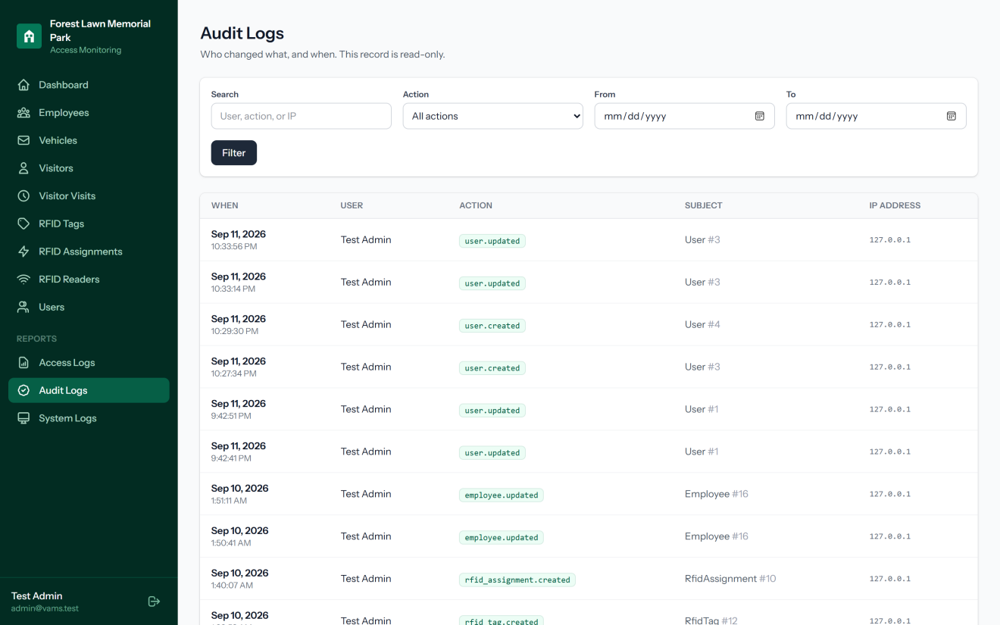 Forest Lawn Memorial
Park
Access Monitoring
Dashboard
Employees
Vehicles
Visitors
Visitor Visits
RFID Tags
RFID Assignments
RFID Readers
Users
REPORTS
Access Logs
Audit Logs
System Logs
Test Admin
admin@vams.test
Audit Logs
Who changed what, and when. This record is read-only.
Search Action From To
User, action, or IP All actions mm/dd/yyyy mm/dd/yyyy
Filter
WHEN USER ACTION SUBJECT IP ADDRESS
Sep 11, 2026
10:33:56 PM
Test Admin user.updated User #3 127.0.0.1
Sep 11, 2026
10:33:14 PM
Test Admin user.updated User #3 127.0.0.1
Sep 11, 2026
10:29:30 PM
Test Admin user.created User #4 127.0.0.1
Sep 11, 2026
10:27:34 PM
Test Admin user.created User #3 127.0.0.1
Sep 11, 2026
9:42:51 PM
Test Admin user.updated User #1 127.0.0.1
Sep 11, 2026
9:42:41 PM
Test Admin user.updated User #1 127.0.0.1
Sep 10, 2026
1:51:11 AM
Test Admin employee.updated Employee #16 127.0.0.1
Sep 10, 2026
1:50:41 AM
Test Admin employee.updated Employee #16 127.0.0.1
Sep 10, 2026
1:40:07 AM
Test Admin rfid_assignment.created RfidAssignment #10 127.0.0.1
Sep 10, 2026
Test Admin rfid_tag.created RfidTag #12 127.0.0.1